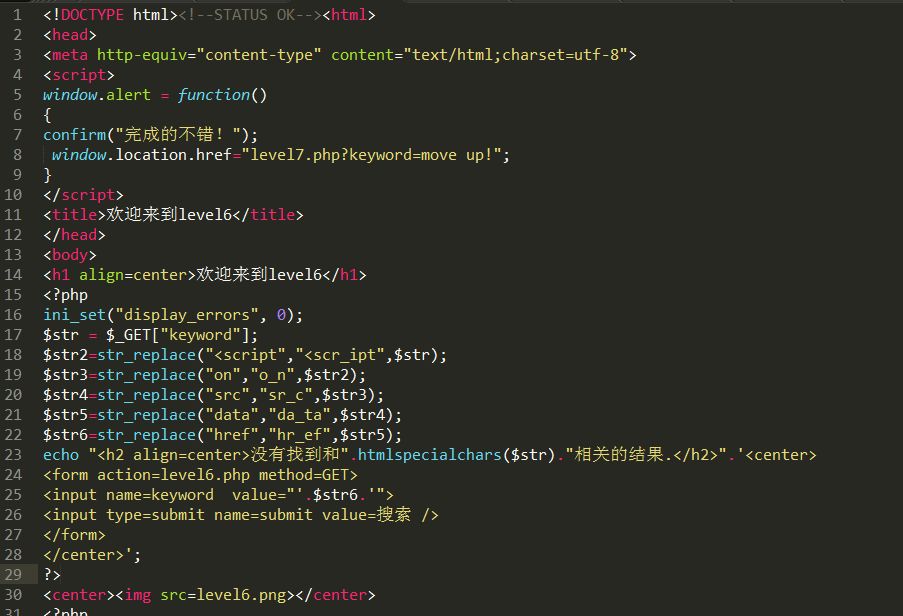 1 <!DOCTYPE html><!--STATUS OK--><html>
2 <head>
3 <meta http-equiv="content-type" content="text/html;charset=utf-8">
4 <script>
5 window.alert = function()
6 {
7 confirm("完成的不错！");
8  window.location.href="level7.php?keyword=move up!";
9 }
10 </script>
11 <title>欢迎来到level6</title>
12 </head>
13 <body>
14 <h1 align=center>欢迎来到level6</h1>
15 <?php
16 ini_set("display_errors", 0);
17 $str = $_GET["keyword"];
18 $str2=str_replace("<script","<scr_ipt",$str);
19 $str3=str_replace("on","o_n",$str2);
20 $str4=str_replace("src","sr_c",$str3);
21 $str5=str_replace("data","da_ta",$str4);
22 $str6=str_replace("href","hr_ef",$str5);
23 echo "<h2 align=center>没有找到和".htmlspecialchars($str)."相关的结果.</h2>".'<center>
24 <form action=level6.php method=GET>
25 <input name=keyword  value="'.$str6.'">
26 <input type=submit name=submit value=搜索 />
27 </form>
28 </center>';
29 ?>
30 <center><img src=level6.png></center>
31 <?php